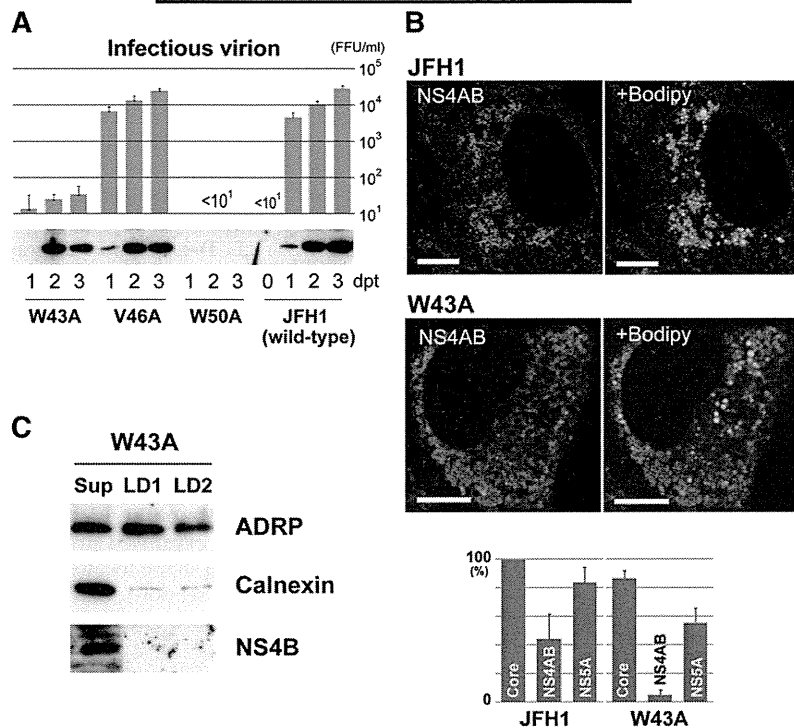 A
Infectious virion
(FFU/ml)
10⁵
10⁴
10³
10²
10¹
<10¹
<10¹
1 2 3 1 2 3 1 2 3 0 1 2 3 dpt
W43A V46A W50A JFH1
(wild-type)
B
JFH1
NS4AB
+Bodipy
W43A
NS4AB
+Bodipy
100
(%)
0
Core NS4AB NS5A Core NS4AB NS5A
JFH1 W43A
C
W43A
Sup LD1 LD2
ADRP
Calnexin
NS4B